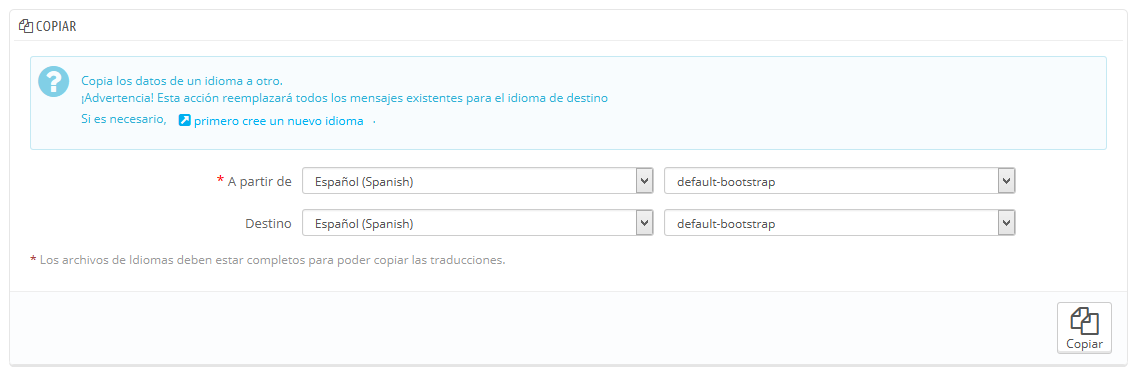 COPIAR
Copia los datos de un idioma a otro.
¡Advertencia! Esta acción reemplazará todos los mensajes existentes para el idioma de destino
Si es necesario, primero cree un nuevo idioma .
* A partir de Español (Spanish) default-bootstrap
Destino Español (Spanish) default-bootstrap
* Los archivos de Idiomas deben estar completos para poder copiar las traducciones.
Copiar